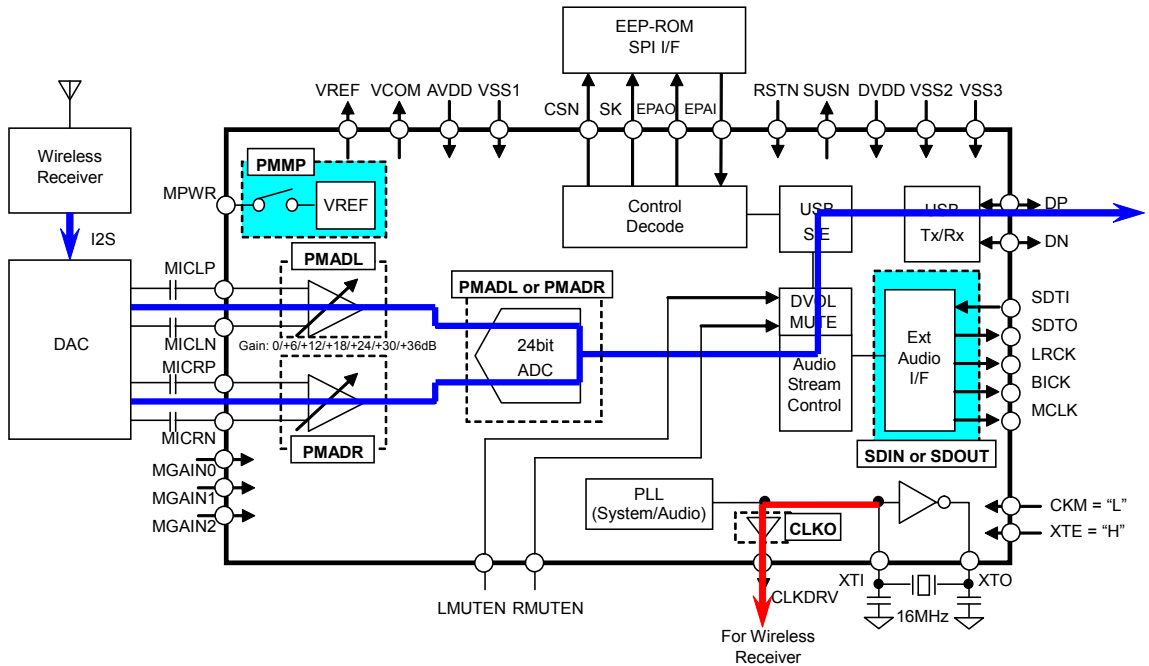 EEP-ROM
SPI I/F
VREF
VCOM
AVDD
VSS1
CSN
SK
EPAO
EPAI
RSTN
SUSN
DVDD
VSS2
VSS3
Wireless
Receiver
I2S
DAC
MPWR
PMMP
VREF
Control
Decode
USB
SIE
USB
Tx/Rx
DP
DN
MICLP
MICLN
MICRP
MICRN
MGAIN0
MGAIN1
MGAIN2
PMADL
Gain: 0/+6/+12/+18/+24/+30/+36dB
PMADR
PMADL or PMADR
24bit
ADC
DVOL
MUTE
Audio
Stream
Control
Ext
Audio
I/F
SDTI
SDTO
LRCK
BICK
MCLK
SDIN or SDOUT
PLL
(System/Audio)
CLKO
CKM = “L”
XTE = “H”
LMUTEN
RMUTEN
CLKDRV
XTI
XTO
16MHz
For Wireless
Receiver